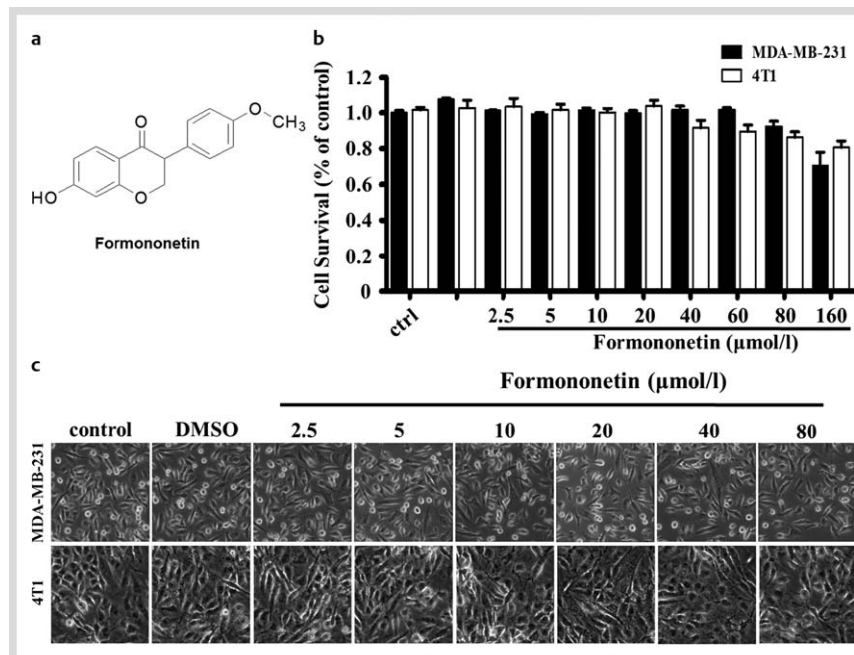 a
O
O
CH3
HO
O
Formononetin
b
MDA-MB-231
4T1
Cell Survival (% of control)
1.2
1.0
0.8
0.6
0.4
0.2
0
ctrl
2.5 5 10 20 40 60 80 160
Formononetin (µmol/l)
c
Formononetin (µmol/l)
control DMSO 2.5 5 10 20 40 80
MDA-MB-231
4T1